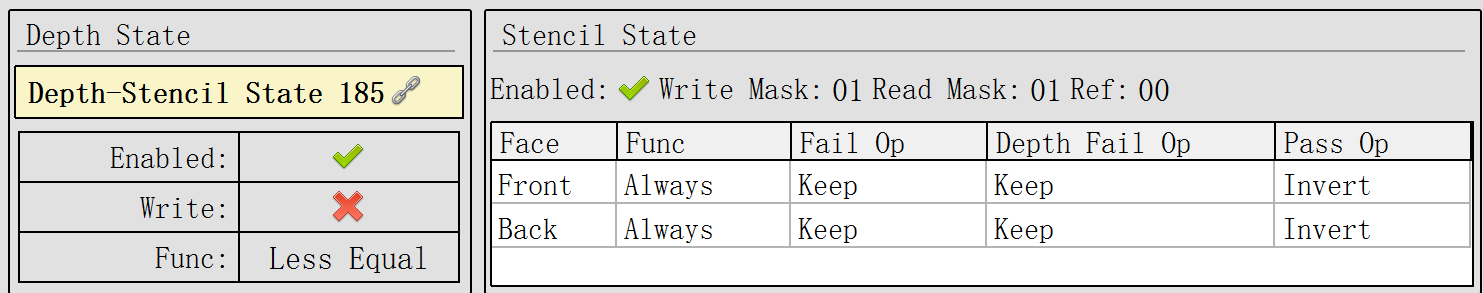 Depth State
Depth-Stencil State 185
Enabled:
Write:
Func: Less Equal
Stencil State
Enabled: Write Mask: 01 Read Mask: 01 Ref: 00
Face Func Fail Op Depth Fail Op Pass Op
Front Always Keep Keep Invert
Back Always Keep Keep Invert